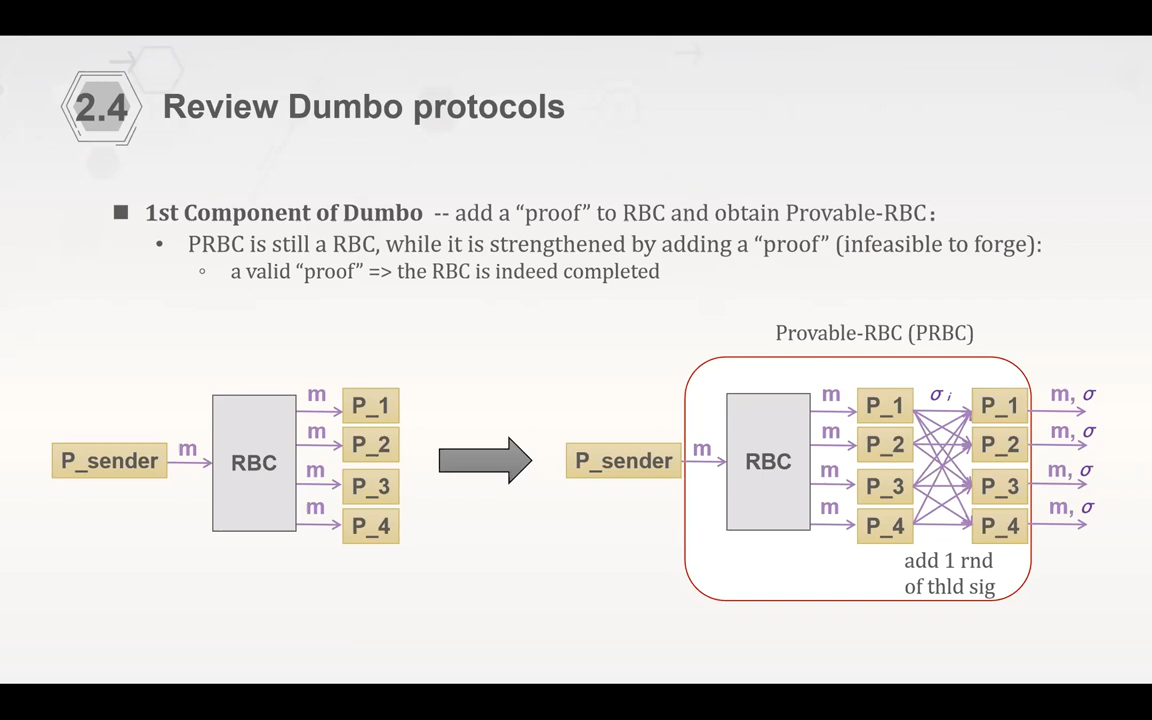 2.4 Review Dumbo protocols
■ 1st Component of Dumbo -- add a “proof” to RBC and obtain Provable-RBC：
• PRBC is still a RBC, while it is strengthened by adding a “proof” (infeasible to forge):
◦ a valid “proof” => the RBC is indeed completed
Provable-RBC (PRBC)
P_sender
m
RBC
m
P_1
m
P_2
m
P_3
m
P_4
P_sender
m
RBC
m
P_1
σ i
P_1
m, σ
m
P_2
P_2
m, σ
m
P_3
P_3
m, σ
m
P_4
P_4
m, σ
add 1 rnd
of thld sig